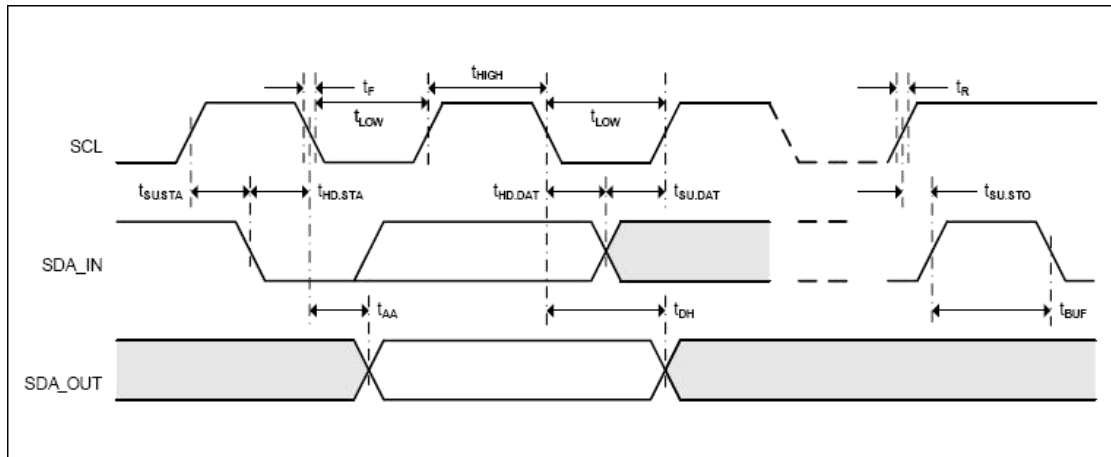 tHIGH
tF
tR
tLOW
tLOW
SCL
tSU.STA
tHD.STA
tHD.DAT
tSU.DAT
tSU.STO
SDA_IN
tAA
tDH
tBUF
SDA_OUT